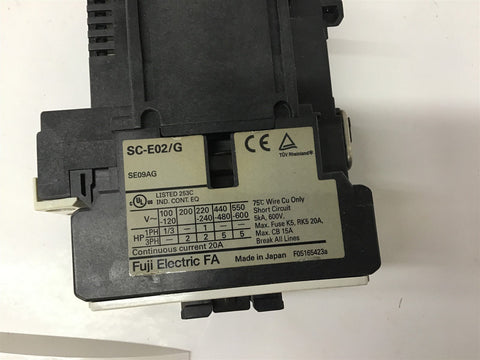 SC-E02/G
SE09AG
CE
TÜV Rheinland
c UL US LISTED 253C
IND. CONT. EQ
V~ 100-120 200 220-240 440-480 550-600
HP 1PH 1/3 — 1 — —
3PH — 2 2 5 5
Continuous current 20A
75℃ Wire Cu Only
Short Circuit
5kA, 600V.
Max. Fuse K5, RK5 20A,
Max. CB 15A
Break All Lines
Fuji Electric FA Made in Japan F05165423a